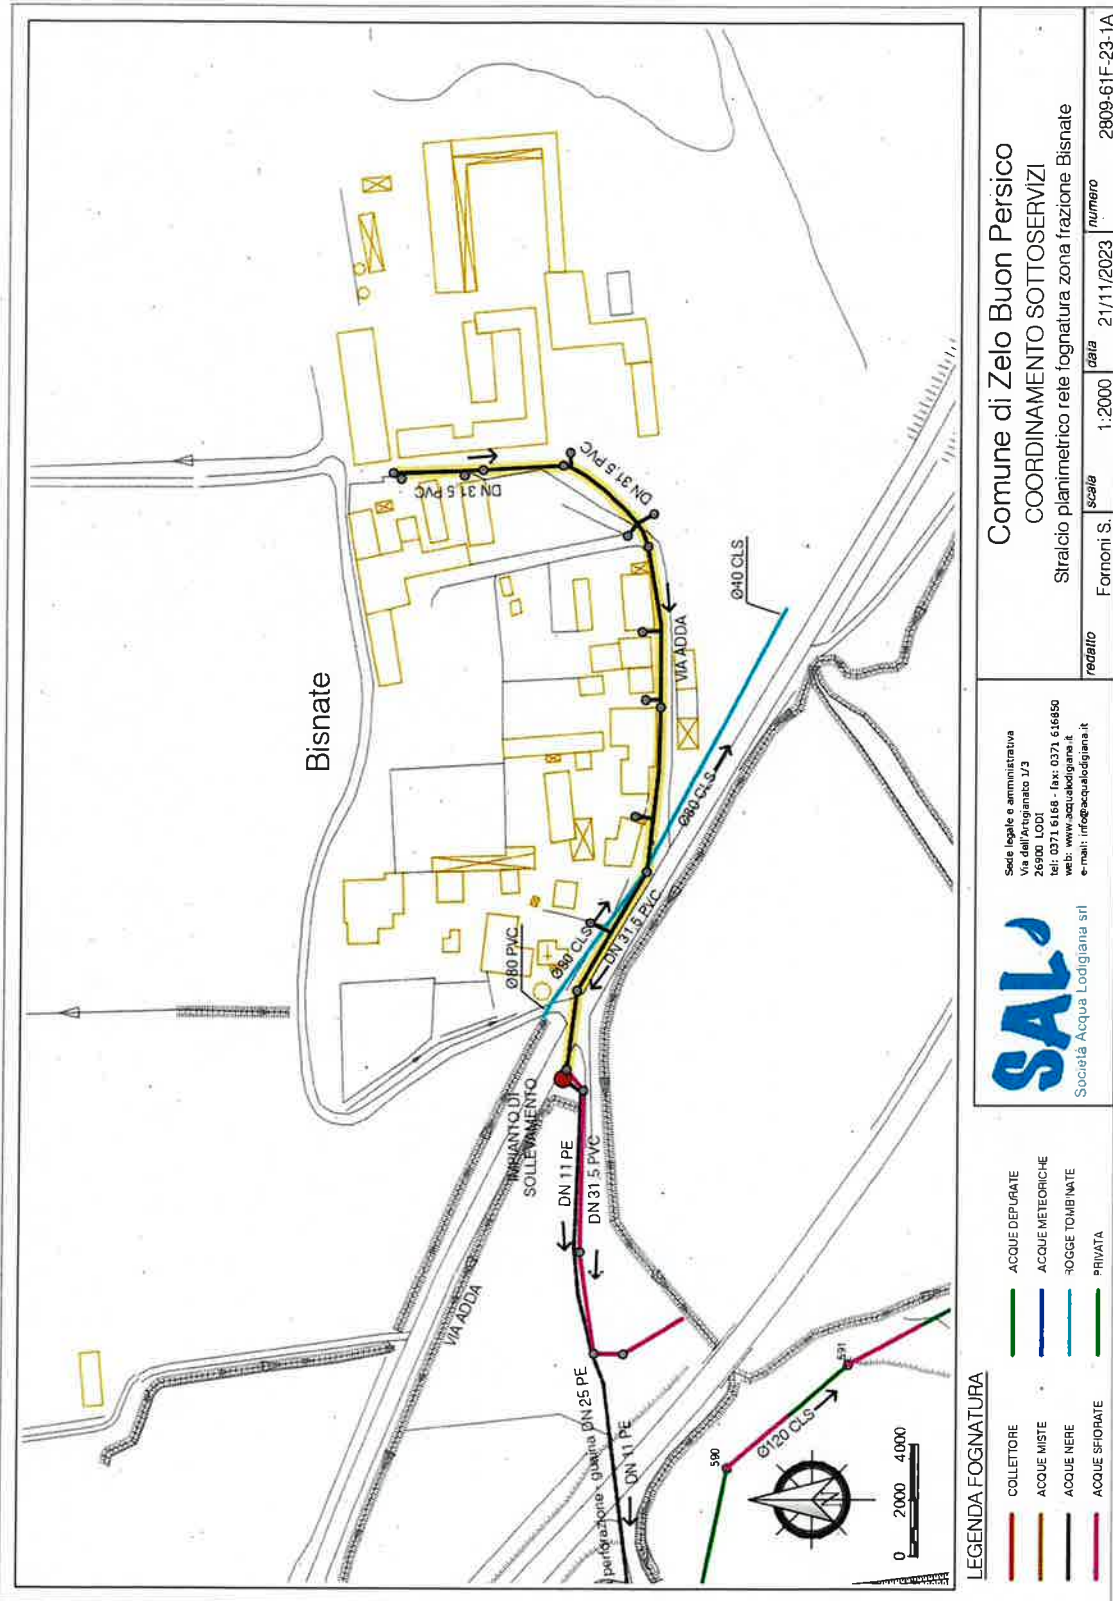 Bisnate
DN 31.5 PVC
DN 31.5 PVC
Ø40 CLS
VIA ADDA
Ø80 CLS
DN 31.5 PVC
Ø80 PVC
IMPIANTO DI
SOLLEVAMENTO
DN 11 PE
DN 31.5 PVC
VIA ADDA
perforazione - guaina DN 25 PE
DN 11 PE
590
591
Ø120 CLS
0 2000 4000
LEGENDA FOGNATURA
COLLETTORE
ACQUE MISTE
ACQUE NERE
ACQUE SFIORATE
ACQUE DEPURATE
ACQUE METEORICHE
ROGGE TOMBINATE
PRIVATA
SAL
Società Acqua Lodigiana srl
Sede legale e amministrativa
Via dell'Artigianato 1/3
26900 LODI
tel: 0371 6168 - fax: 0371 616850
web: www.acqualodigiana.it
e-mail: info@acqualodigiana.it
Comune di Zelo Buon Persico
COORDINAMENTO SOTTOSERVIZI
Stralcio planimetrico rete fognatura zona frazione Bisnate
redatto Fornoni S.
scala 1:2000
data 21/11/2023
numero 2809-61F-23-1A